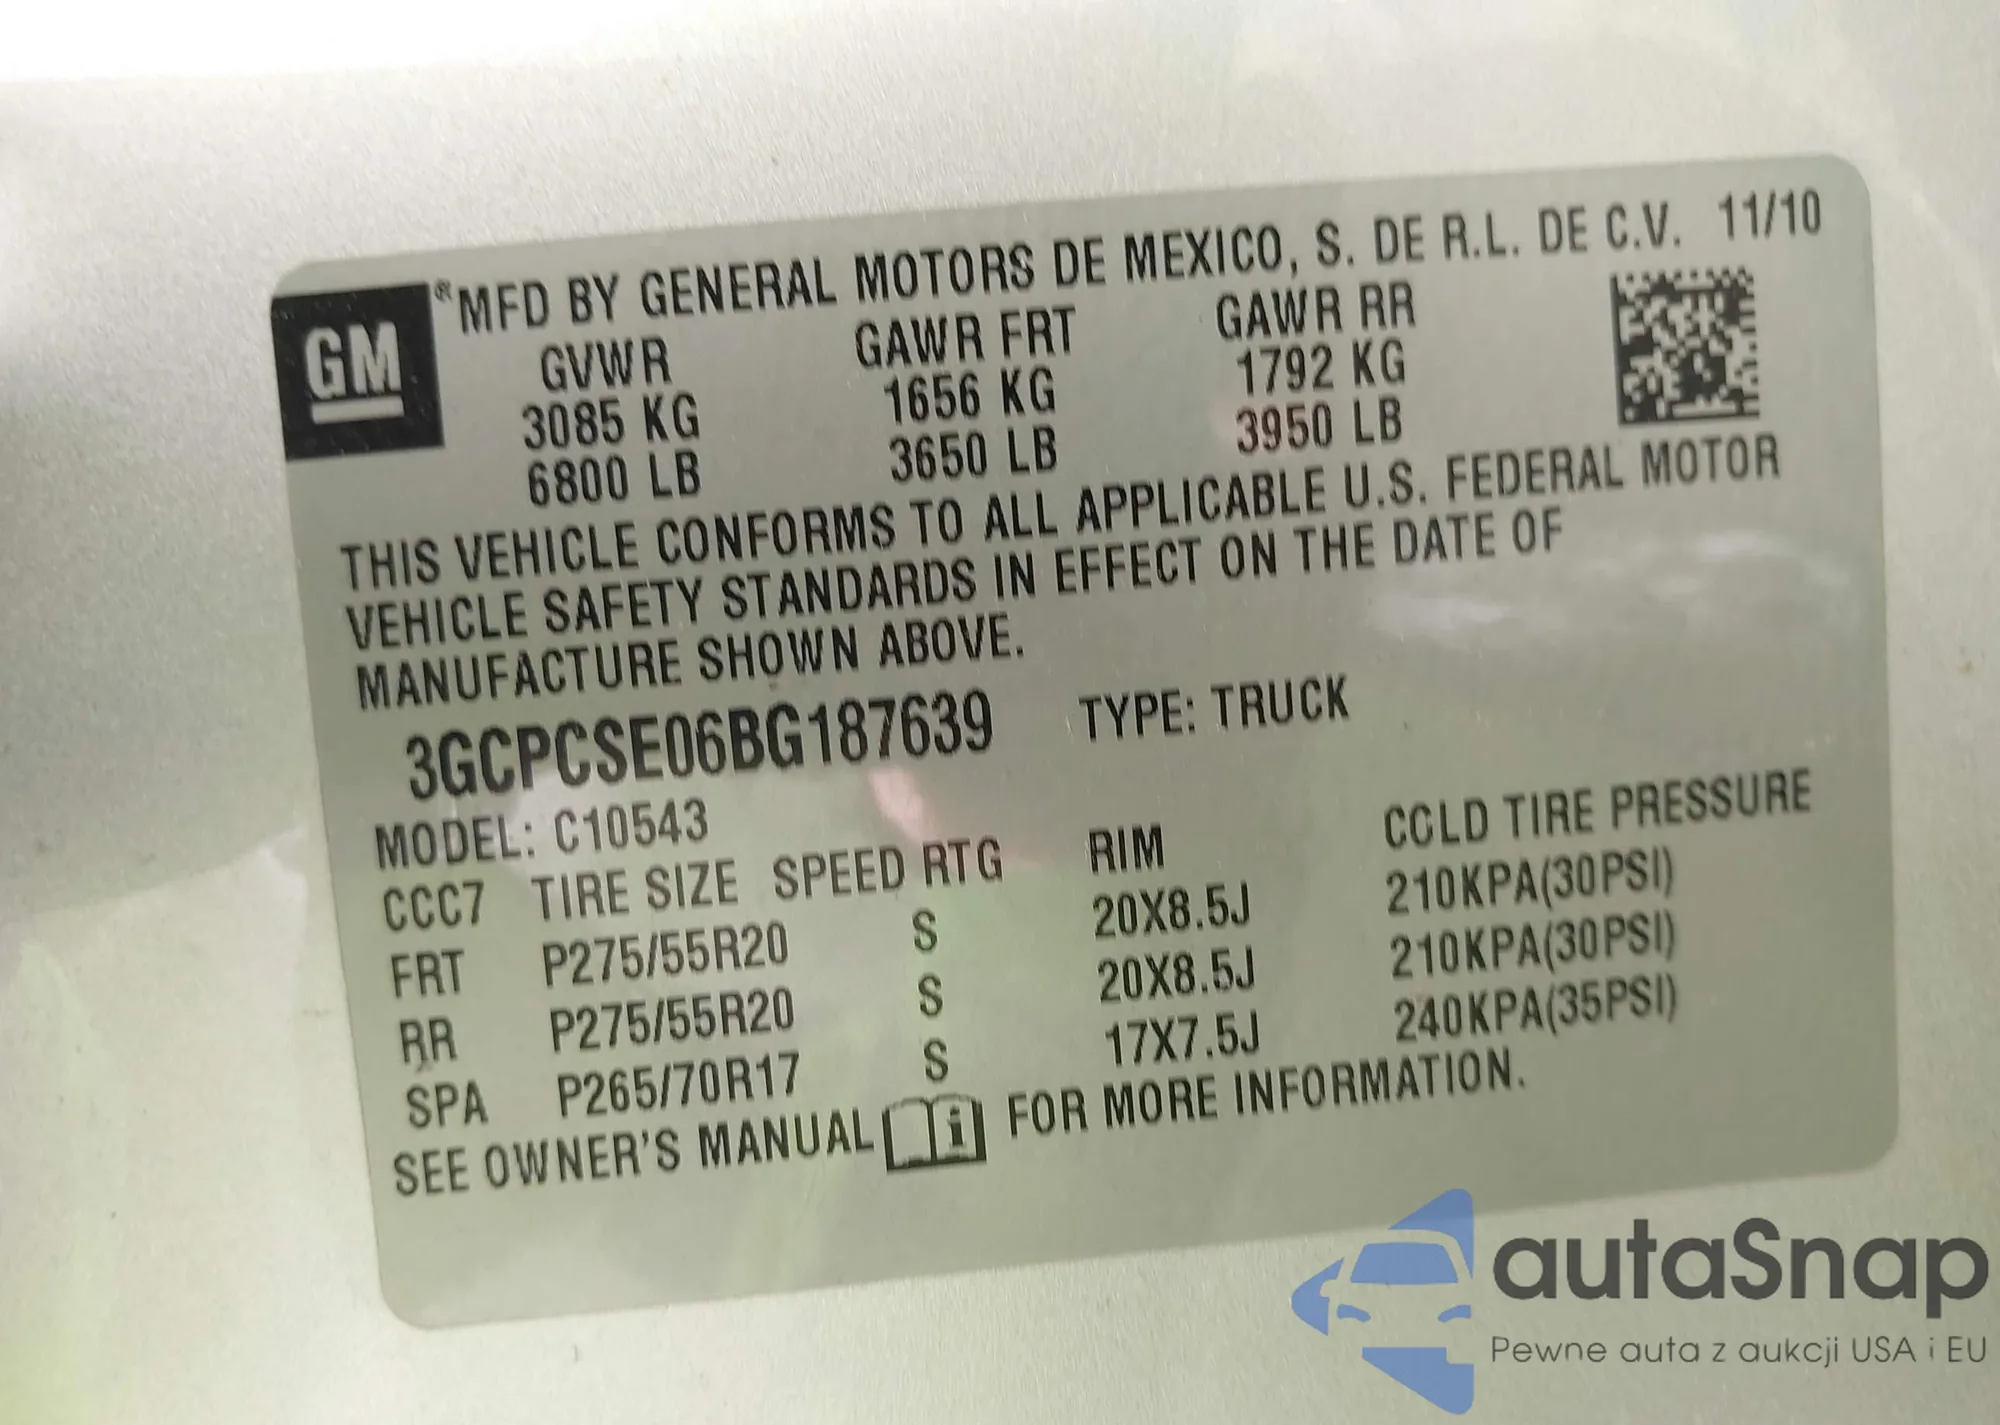 GM ® MFD BY GENERAL MOTORS DE MEXICO, S. DE R.L. DE C.V. 11/10
GVWR GAWR FRT GAWR RR
3085 KG 1656 KG 1792 KG
6800 LB 3650 LB 3950 LB
THIS VEHICLE CONFORMS TO ALL APPLICABLE U.S. FEDERAL MOTOR
VEHICLE SAFETY STANDARDS IN EFFECT ON THE DATE OF
MANUFACTURE SHOWN ABOVE.
3GCPCSE06BG187639 TYPE: TRUCK
MODEL: C10543
CCC7 TIRE SIZE SPEED RTG RIM COLD TIRE PRESSURE
FRT P275/55R20 S 20X8.5J 210KPA(30PSI)
RR P275/55R20 S 20X8.5J 210KPA(30PSI)
SPA P265/70R17 S 17X7.5J 240KPA(35PSI)
SEE OWNER'S MANUAL i FOR MORE INFORMATION.
autaSnap
Pewne auta z aukcji USA i EU